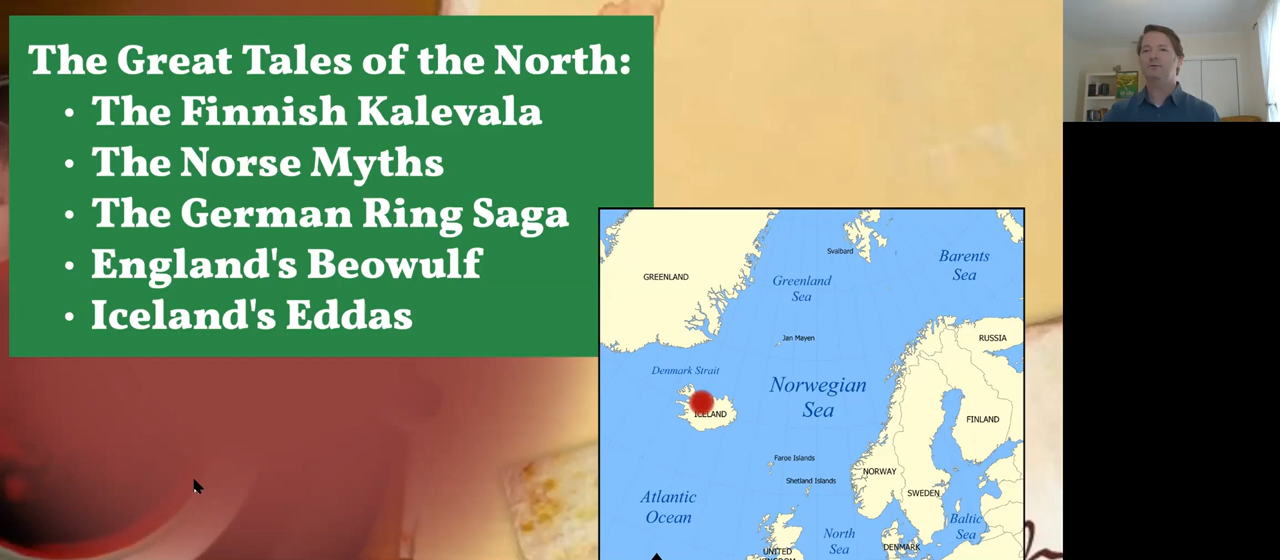 The Great Tales of the North:
• The Finnish Kalevala
• The Norse Myths
• The German Ring Saga
• England's Beowulf
• Iceland's Eddas
Svalbard
Barents
Sea
GREENLAND
Greenland
Sea
Jan Mayen
RUSSIA
Denmark Strait
Norwegian
Sea
ICELAND
FINLAND
Faroe Islands
NORWAY
Shetland Islands
SWEDEN
Atlantic
Ocean
Baltic
Sea
North
Sea
DENMARK
UNITED
KINGDOM